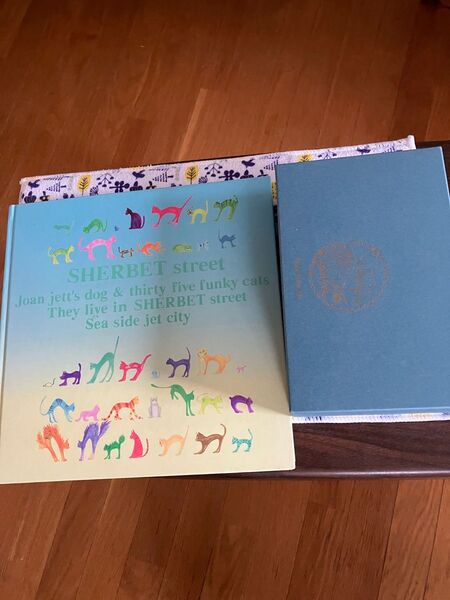 SHERBET street
Joan jett's dog & thirty five funky cats
They live in SHERBET street
Sea side jet city